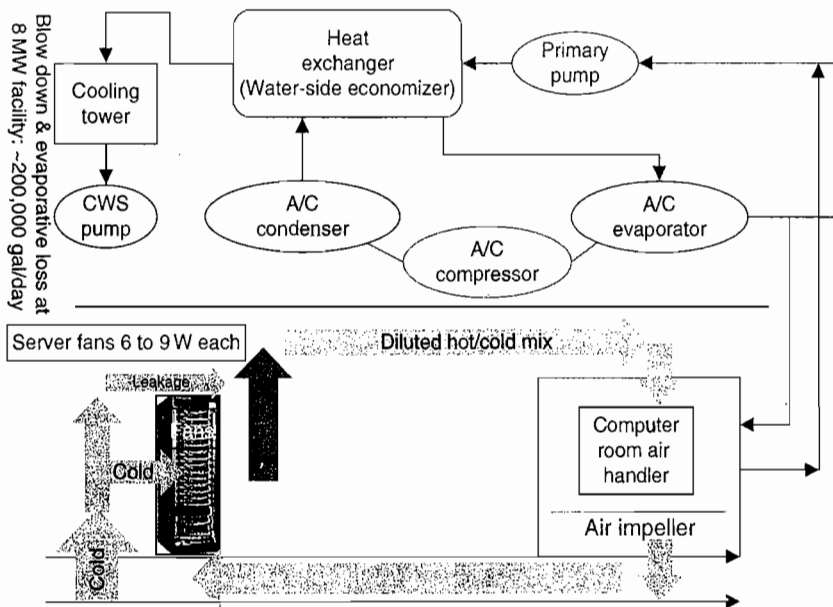 Blow down & evaporative loss at
8 MW facility: ~200,000 gal/day
Cooling
tower
CWS
pump
Heat
exchanger
(Water-side economizer)
Primary
pump
A/C
condenser
A/C
compressor
A/C
evaporator
Server fans 6 to 9 W each
Diluted hot/cold mix
Leakage
Cold
Cold
Computer
room air
handler
Air impeller